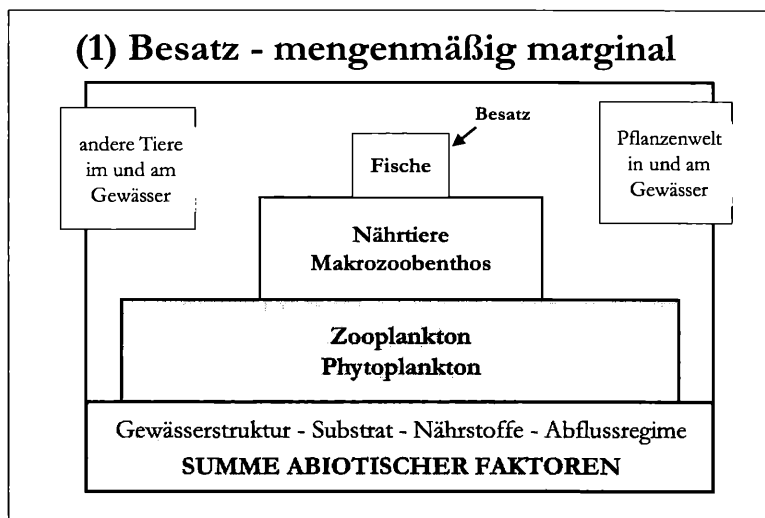 (1) Besatz - mengenmäßig marginal
andere Tiere
im und am
Gewässer
Besatz
Fische
Pflanzenwelt
in und am
Gewässer
Nährtiere
Makrozoobenthos
Zooplankton
Phytoplankton
Gewässerstruktur - Substrat - Nährstoffe - Abflussregime
SUMME ABIOTISCHER FAKTOREN